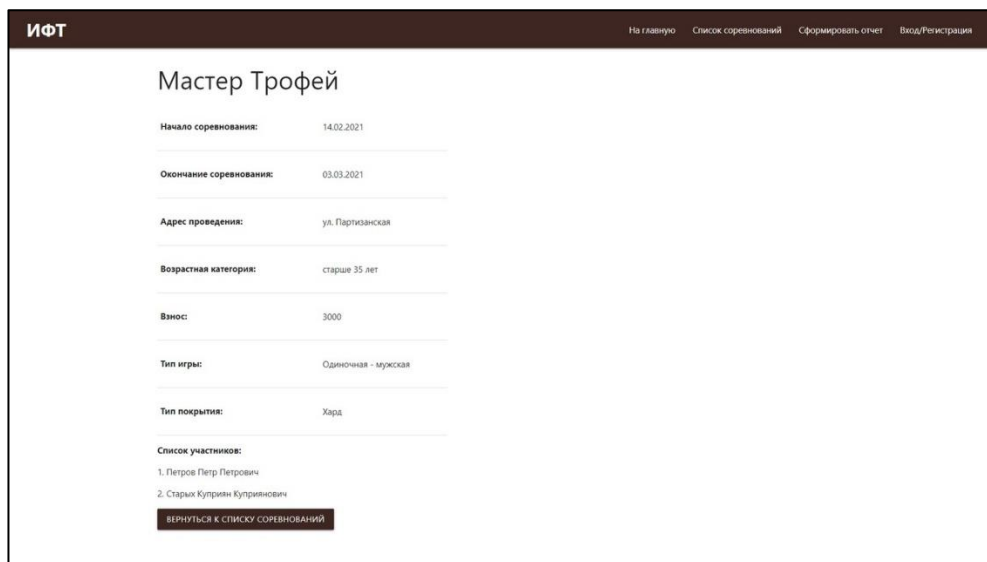 ИФТ На главную Список соревнований Сформировать отчет Вход/Регистрация
Мастер Трофей
Начало соревнования: 14.02.2021
Окончание соревнования: 03.03.2021
Адрес проведения: ул. Партизанская
Возрастная категория: старше 35 лет
Взнос: 3000
Тип игры: Одиночная - мужская
Тип покрытия: Хард
Список участников:
1. Петров Петр Петрович
2. Старых Куприян Куприянович
ВЕРНУТЬСЯ К СПИСКУ СОРЕВНОВАНИЙ